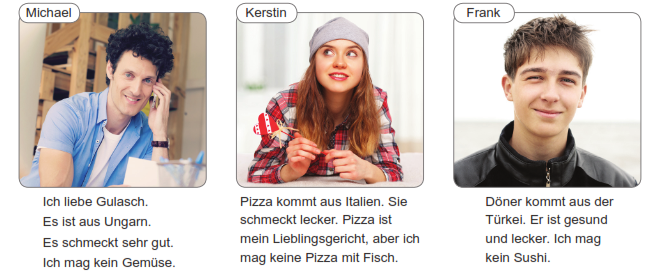 Michael
Ich liebe Gulasch.
Es ist aus Ungarn.
Es schmeckt sehr gut.
Ich mag kein Gemüse.
Kerstin
Pizza kommt aus Italien. Sie
schmeckt lecker. Pizza ist
mein Lieblingsgericht, aber ich
mag keine Pizza mit Fisch.
Frank
Döner kommt aus der
Türkei. Er ist gesund
und lecker. Ich mag
kein Sushi.